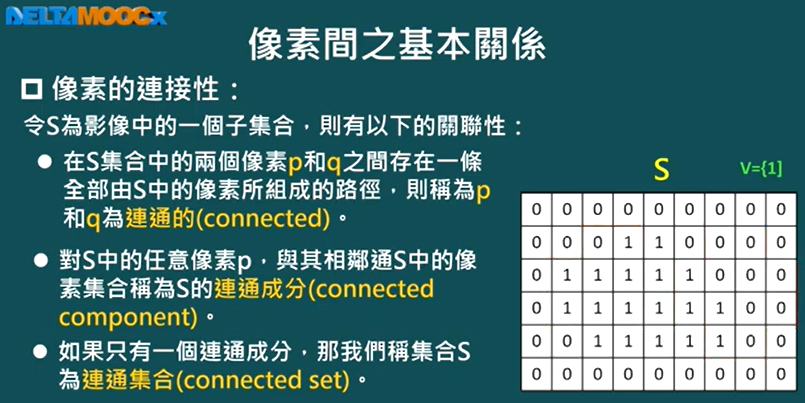 DELTAMOOCx
像素間之基本關係
像素的連接性：
令S為影像中的一個子集合，則有以下的關聯性：
● 在S集合中的兩個像素p和q之間存在一條
全部由S中的像素所組成的路徑，則稱為p
和q為連通的(connected)。
● 對S中的任意像素p，與其相鄰通S中的像
素集合稱為S的連通成分(connected
component)。
● 如果只有一個連通成分，那我們稱集合S
為連通集合(connected set)。
S V={1]
0 0 0 0 0 0 0 0 0
0 0 0 1 1 0 0 0 0
0 1 1 1 1 1 0 0 0
0 1 1 1 1 1 1 0 0
0 0 1 1 1 1 1 0 0
0 0 0 0 0 0 0 0 0